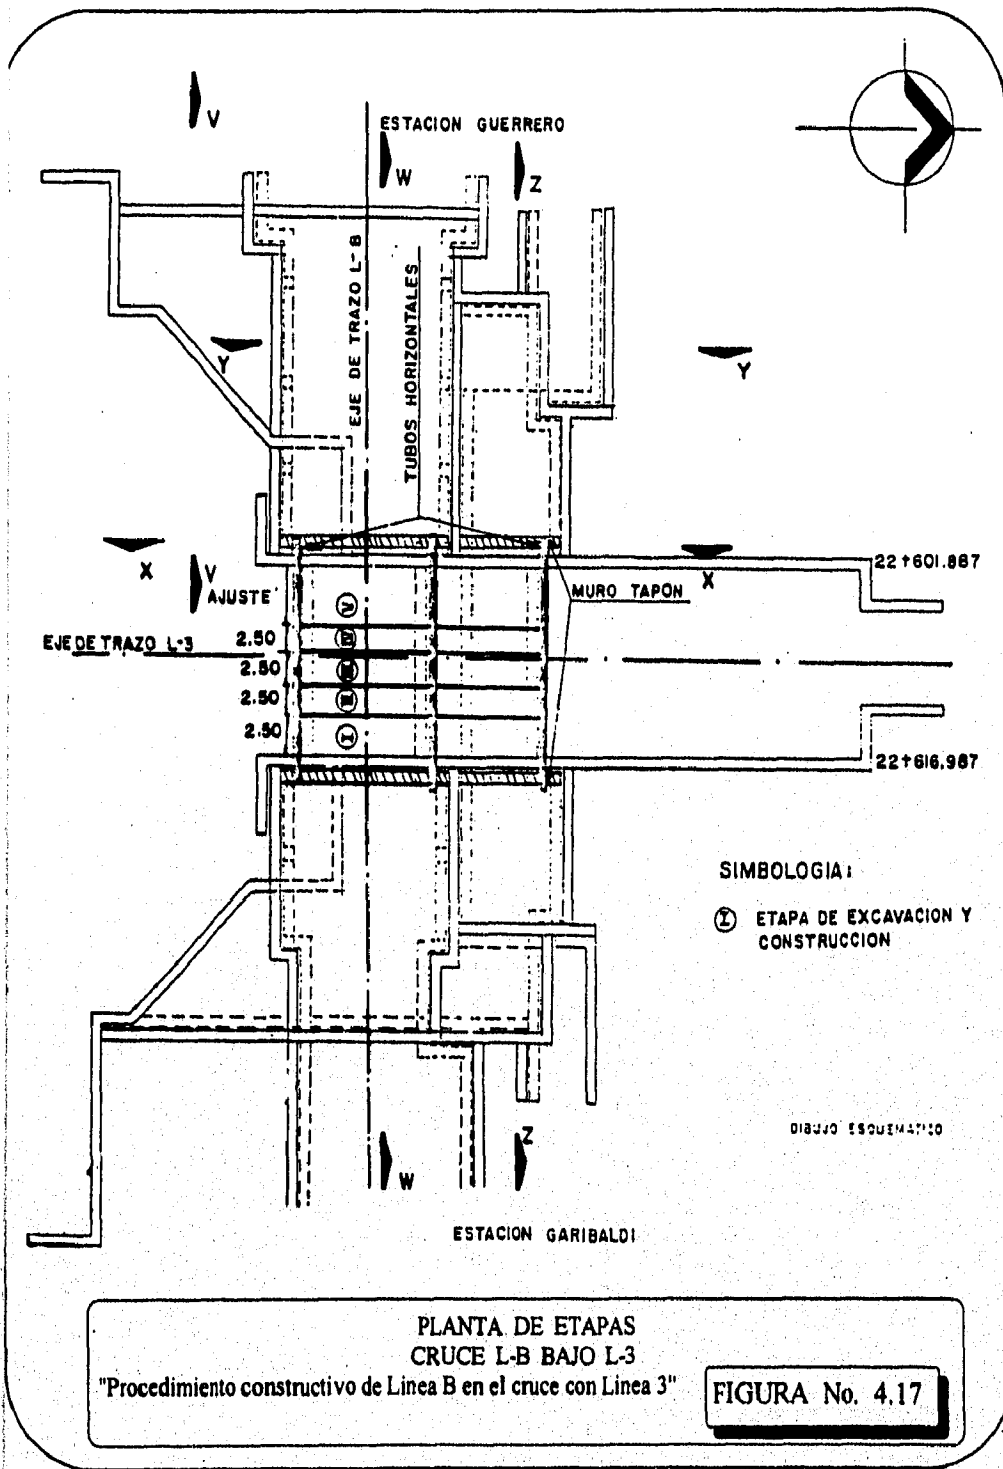 V
ESTACION GUERRERO
W
Z
EJE DE TRAZO L-B
TUBOS HORIZONTALES
Y
Y
X
V
AJUSTE
X
22+601.887
MURO TAPON
EJE DE TRAZO L-3
2.50
2.50
2.50
2.50
V
IV
III
II
I
22+616.987
SIMBOLOGIA:
I ETAPA DE EXCAVACION Y
CONSTRUCCION
DIBUJO ESQUEMATICO
W
Z
ESTACION GARIBALDI
PLANTA DE ETAPAS
CRUCE L-B BAJO L-3
"Procedimiento constructivo de Linea B en el cruce con Linea 3"
FIGURA No. 4.17